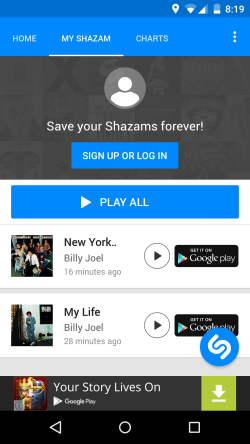 8:19
HOME MY SHAZAM CHARTS
Save your Shazams forever!
SIGN UP OR LOG IN
PLAY ALL
New York..
Billy Joel
16 minutes ago
GET IT ON
Google play
My Life
Billy Joel
28 minutes ago
GET IT ON
Google play
Your Story Lives On
Google Play